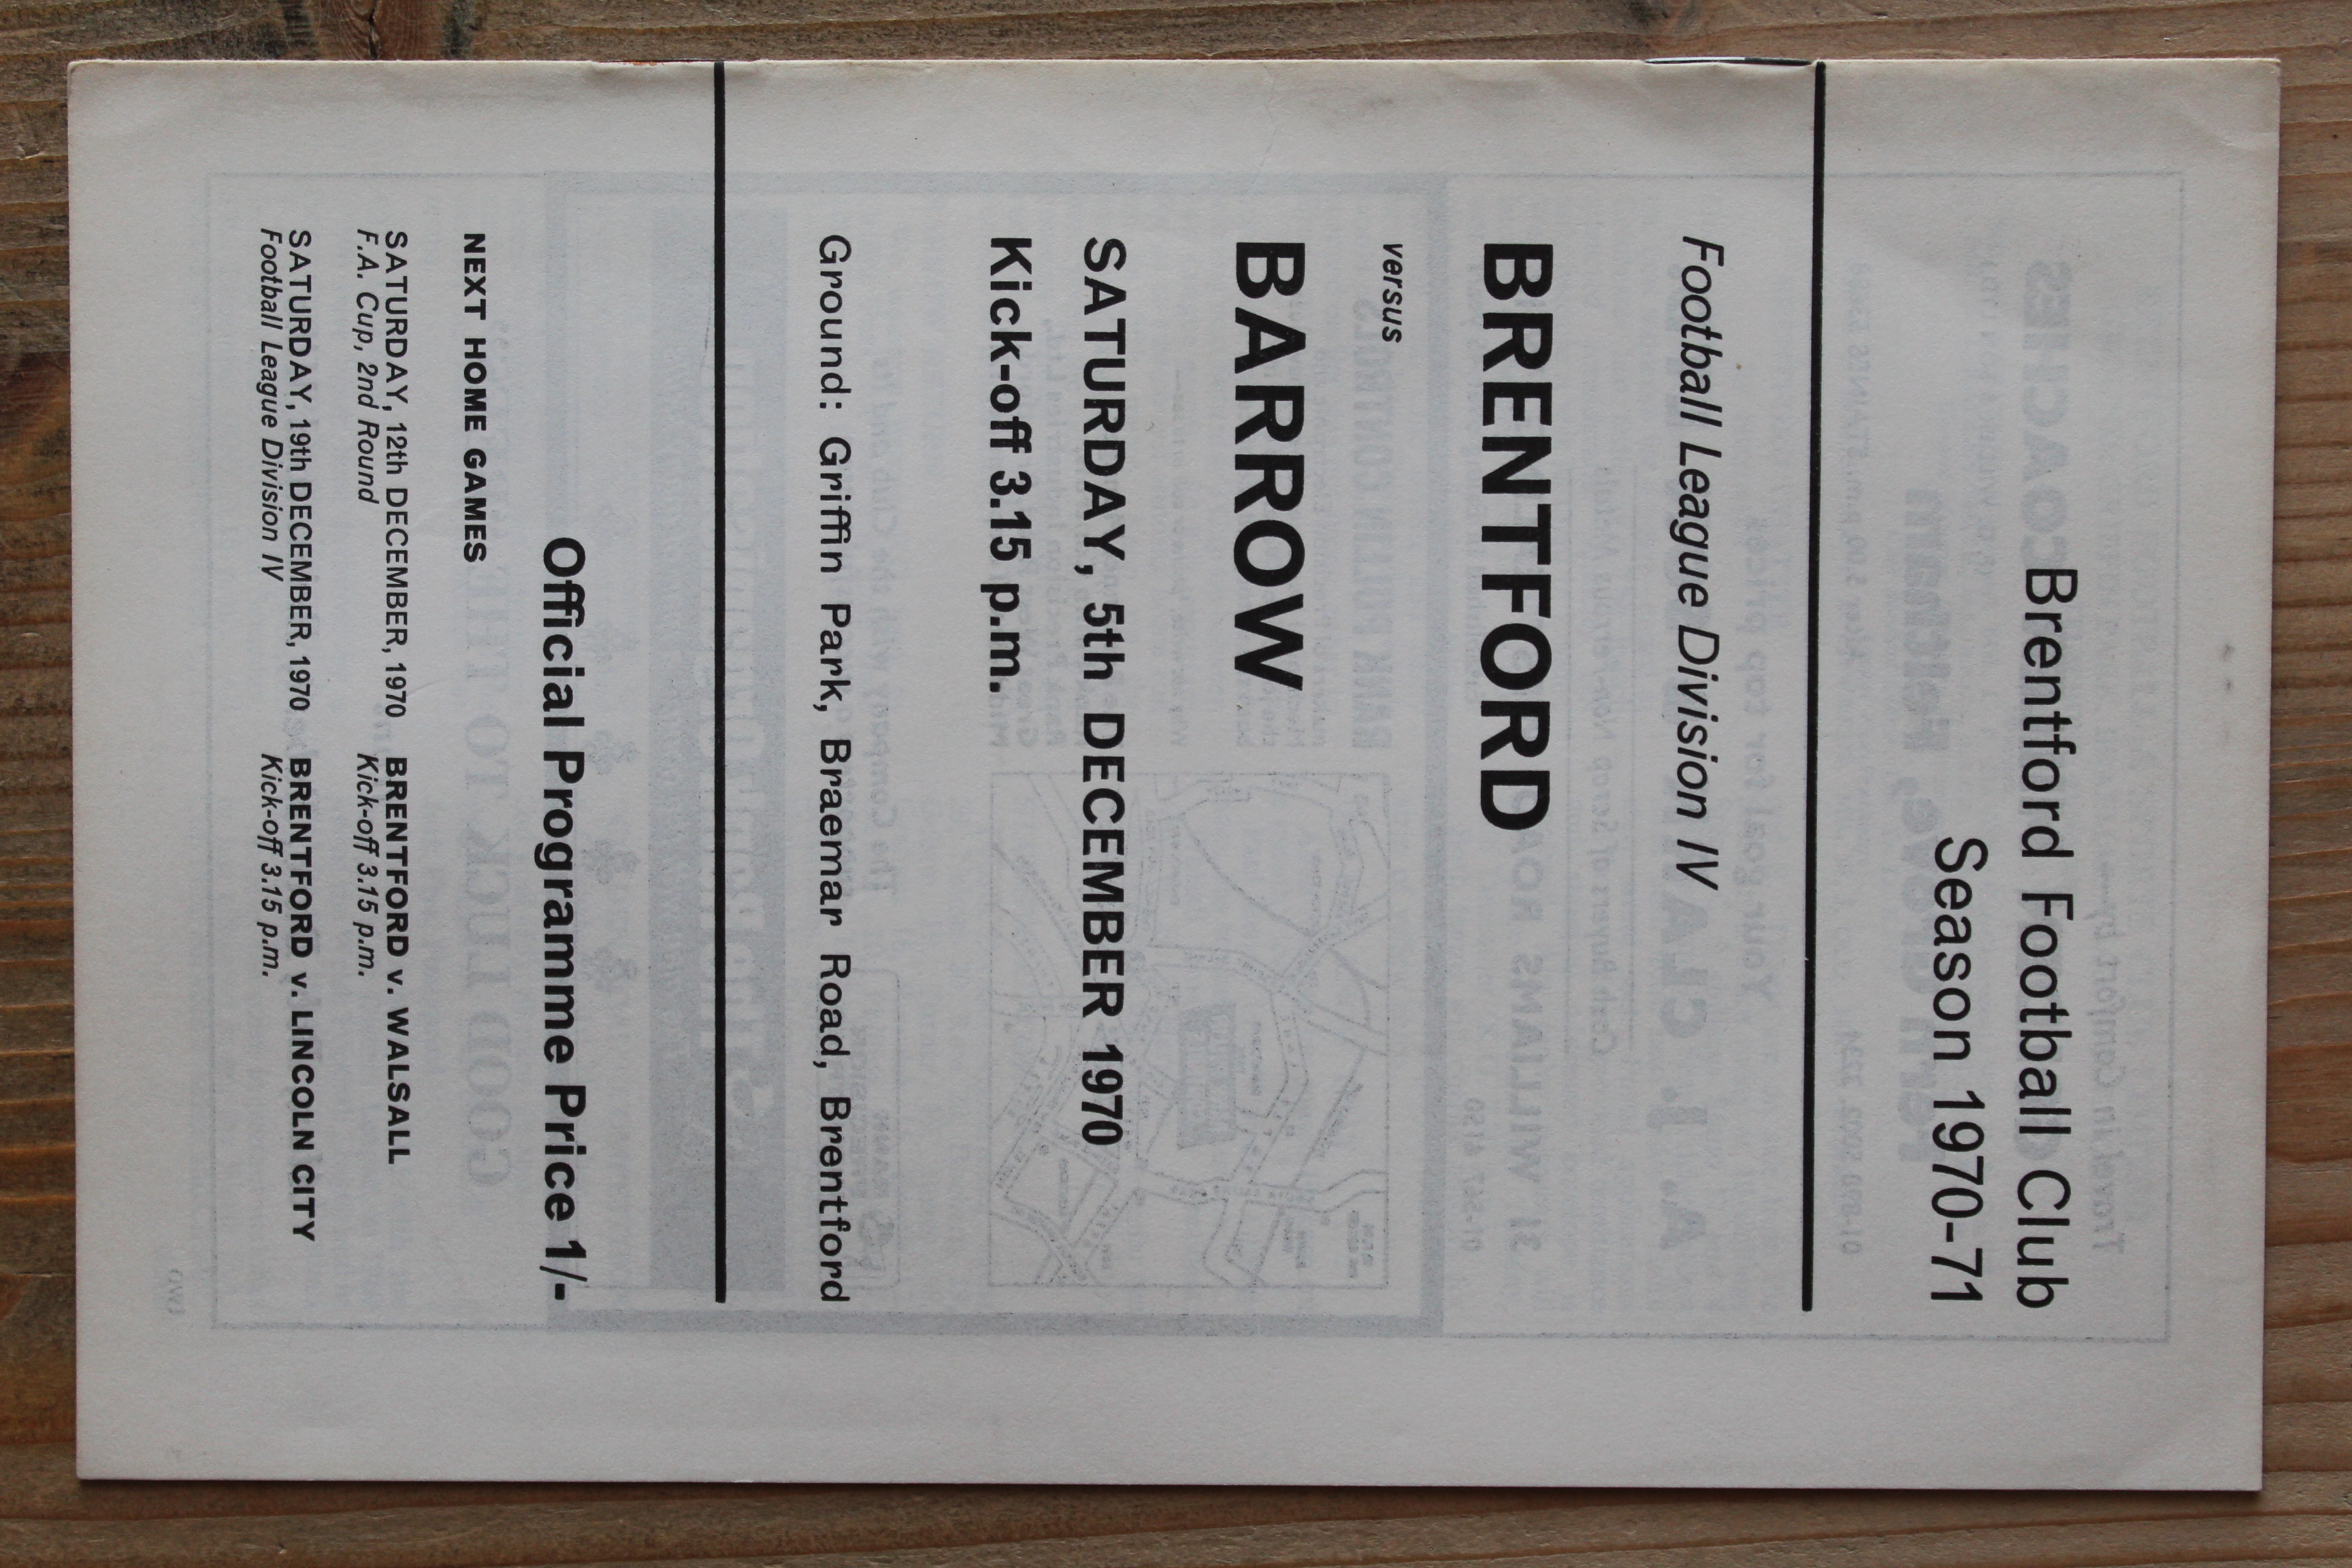 Brentford Football Club
Season 1970-71
Football League Division IV
BRENTFORD
versus
BARROW
SATURDAY, 5th DECEMBER 1970
Kick-off 3.15 p.m.
Ground: Griffin Park, Braemar Road, Brentford
Official Programme Price 1/-
NEXT HOME GAMES
SATURDAY, 12th DECEMBER, 1970 BRENTFORD v. WALSALL
F.A. Cup, 2nd Round Kick-off 3.15 p.m.
SATURDAY, 19th DECEMBER, 1970 BRENTFORD v. LINCOLN CITY
Football League Division IV Kick-off 3.15 p.m.